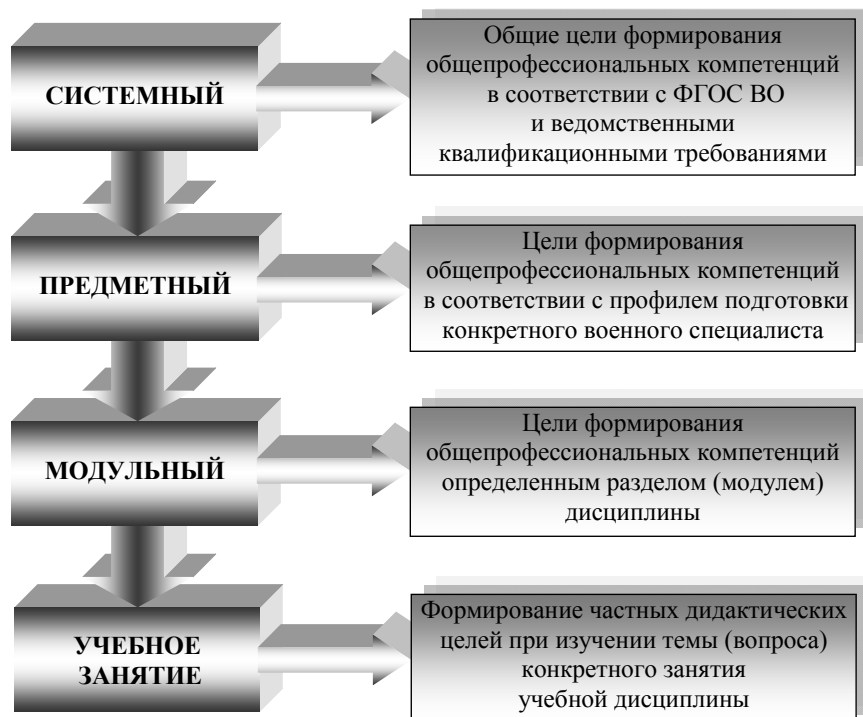 СИСТЕМНЫЙ
Общие цели формирования
общепрофессиональных компетенций
в соответствии с ФГОС ВО
и ведомственными
квалификационными требованиями
ПРЕДМЕТНЫЙ
Цели формирования
общепрофессиональных компетенций
в соответствии с профилем подготовки
конкретного военного специалиста
МОДУЛЬНЫЙ
Цели формирования
общепрофессиональных компетенций
определенным разделом (модулем)
дисциплины
УЧЕБНОЕ
ЗАНЯТИЕ
Формирование частных дидактических
целей при изучении темы (вопроса)
конкретного занятия
учебной дисциплины